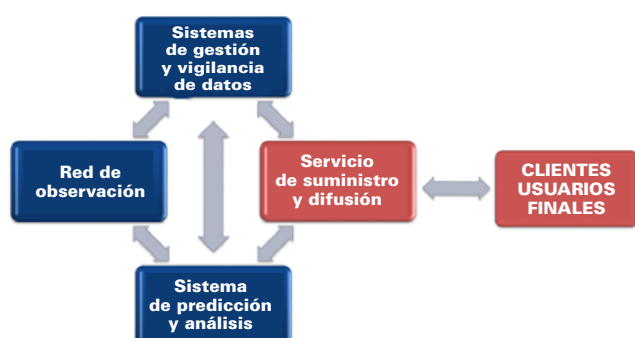 Sistemas
de gestión
y vigilancia
de datos
Red de
observación
Servicio
de suministro
y difusión
CLIENTES
USUARIOS
FINALES
Sistema
de predicción
y análisis